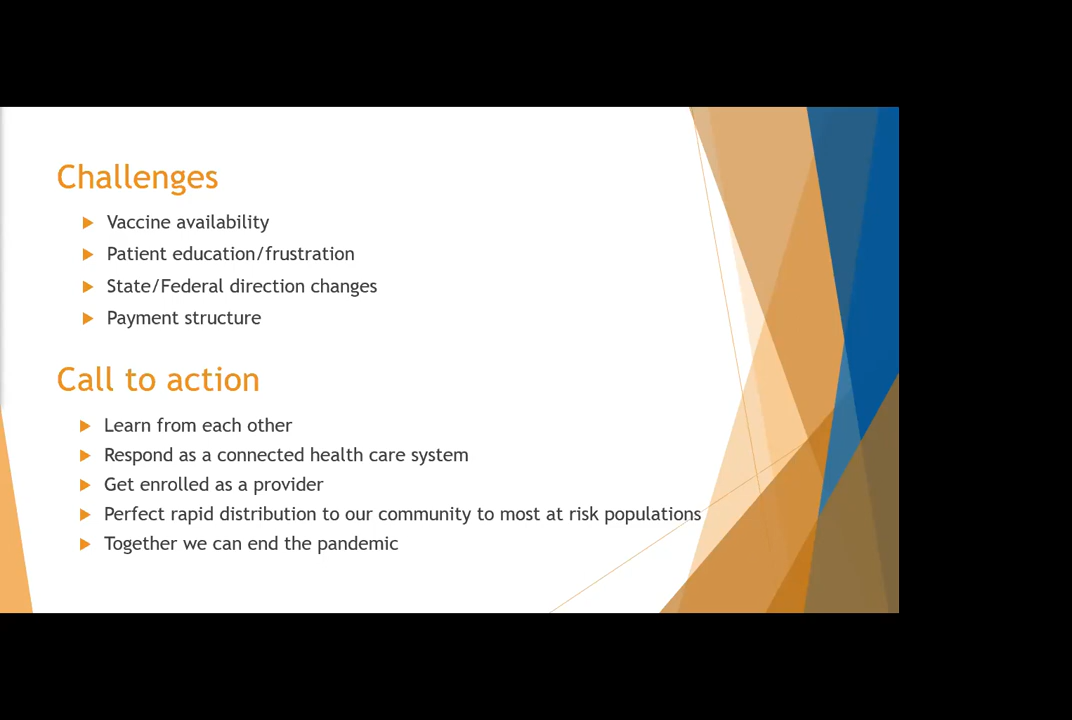 Challenges
Vaccine availability
Patient education/frustration
State/Federal direction changes
Payment structure
Call to action
Learn from each other
Respond as a connected health care system
Get enrolled as a provider
Perfect rapid distribution to our community to most at risk populations
Together we can end the pandemic